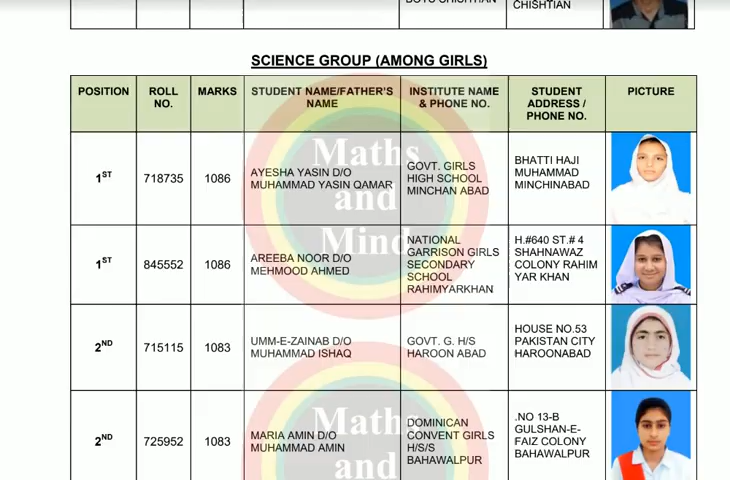 CHISHTIAN
SCIENCE GROUP (AMONG GIRLS)
POSITION
ROLL
NO.
MARKS
STUDENT NAME/FATHER'S
NAME
INSTITUTE NAME
& PHONE NO.
STUDENT
ADDRESS /
PHONE NO.
PICTURE
1ST
718735
1086
AYESHA YASIN D/O
MUHAMMAD YASIN QAMAR
GOVT. GIRLS
HIGH SCHOOL
MINCHAN ABAD
BHATTI HAJI
MUHAMMAD
MINCHINABAD
1ST
845552
1086
AREEBA NOOR D/O
MEHMOOD AHMED
NATIONAL
GARRISON GIRLS
SECONDARY
SCHOOL
RAHIMYARKHAN
H.#640 ST.# 4
SHAHNAWAZ
COLONY RAHIM
YAR KHAN
2ND
715115
1083
UMM-E-ZAINAB D/O
MUHAMMAD ISHAQ
GOVT. G. H/S
HAROON ABAD
HOUSE NO.53
PAKISTAN CITY
HAROONABAD
2ND
725952
1083
MARIA AMIN D/O
MUHAMMAD AMIN
DOMINICAN
CONVENT GIRLS
H/S/S
BAHAWALPUR
.NO 13-B
GULSHAN-E-
FAIZ COLONY
BAHAWALPUR
Maths
and
Mind
Maths
and